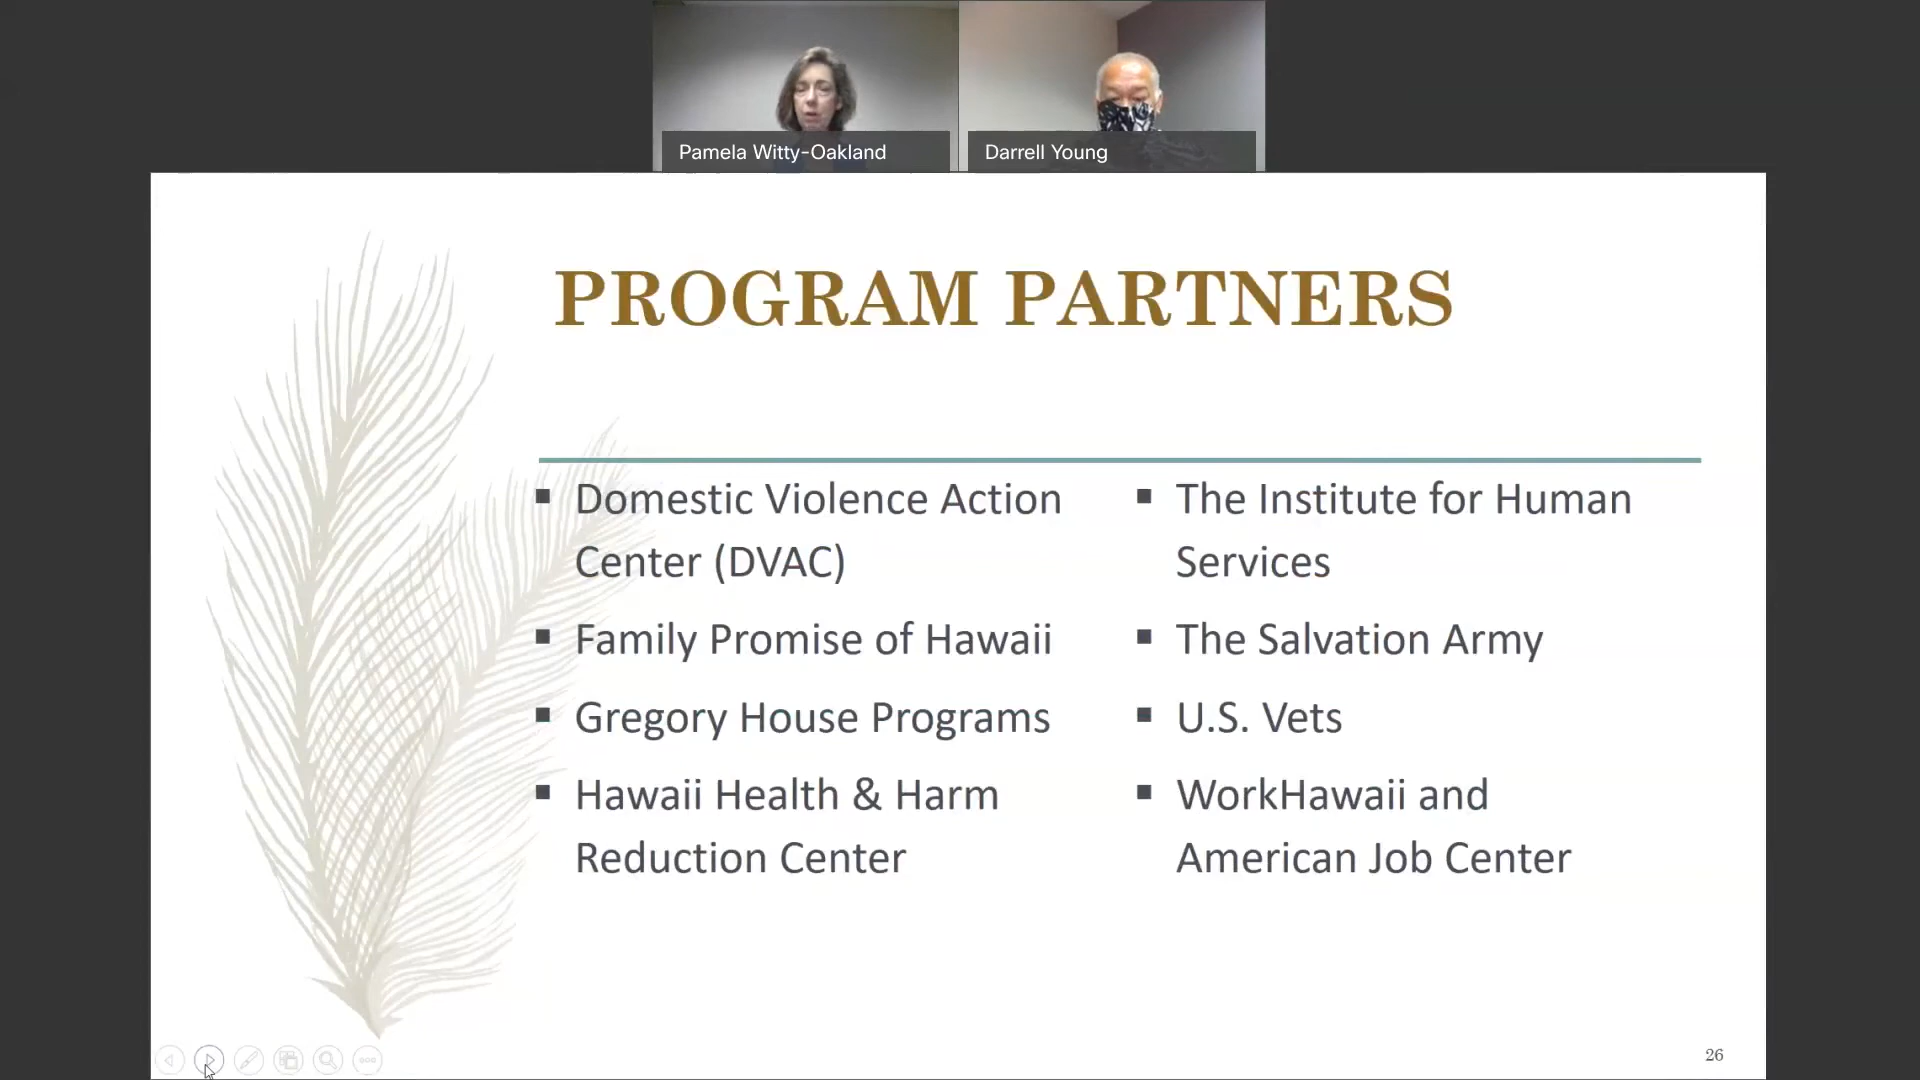 Pamela Witty-Oakland
Darrell Young
PROGRAM PARTNERS
▪ Domestic Violence Action
Center (DVAC)
▪ Family Promise of Hawaii
▪ Gregory House Programs
▪ Hawaii Health & Harm
Reduction Center
▪ The Institute for Human
Services
▪ The Salvation Army
▪ U.S. Vets
▪ WorkHawaii and
American Job Center
26